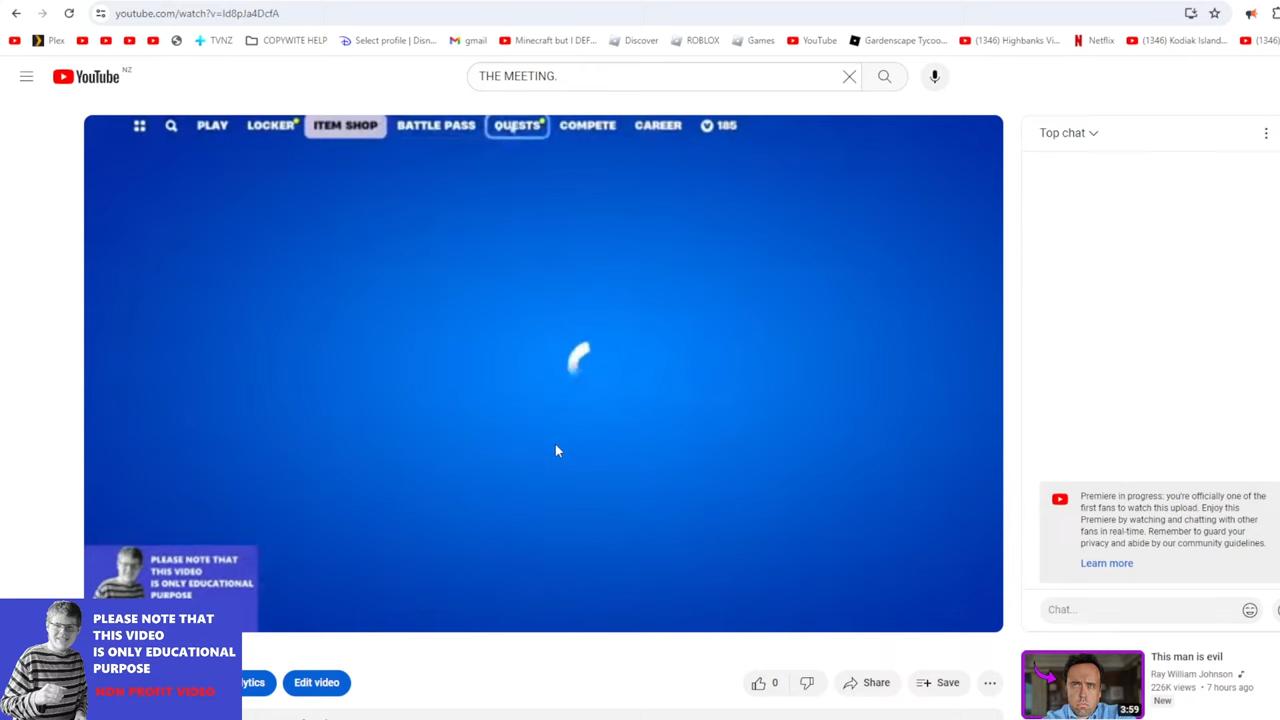 youtube.com/watch?v=Id8pJa4DcfA
Plex
TVNZ
COPYWITE HELP
Select profile | Disn...
gmail
Minecraft but I DEF...
Discover
ROBLOX
Games
YouTube
Gardenscape Tycoo...
(1346) Highbanks Vi...
Netflix
(1346) Kodiak Island...
(1346)
YouTube NZ
THE MEETING.
PLAY
LOCKER
ITEM SHOP
BATTLE PASS
QUESTS
COMPETE
CAREER
185
Top chat
PLEASE NOTE THAT
THIS VIDEO
IS ONLY EDUCATIONAL
PURPOSE
Premiere in progress: you're officially one of the
first fans to watch this upload. Enjoy this
Premiere by watching and chatting with other
fans in real-time. Remember to guard your
privacy and abide by our community guidelines.
Learn more
Chat...
PLEASE NOTE THAT
THIS VIDEO
IS ONLY EDUCATIONAL
PURPOSE
NON PROFIT VIDEO
lytics
Edit video
0
Share
Save
This man is evil
Ray William Johnson
226K views • 7 hours ago
New
3:59